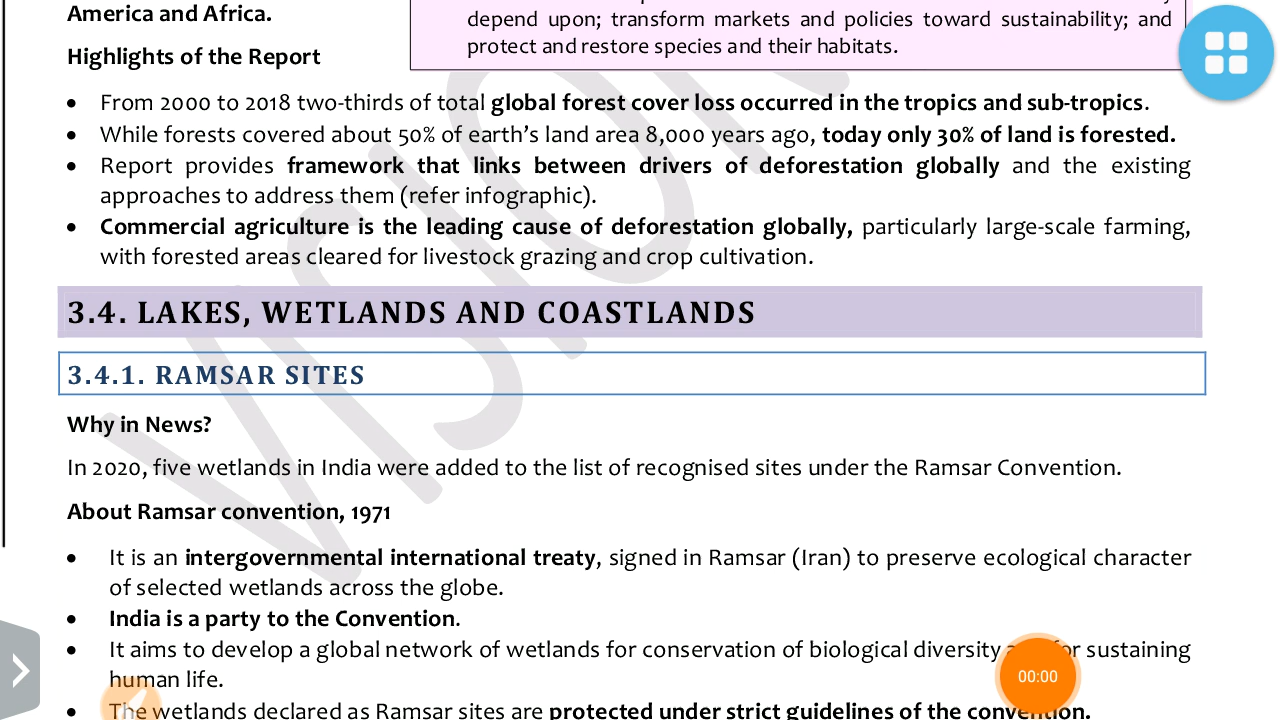 America and Africa.
depend upon; transform markets and policies toward sustainability; and
protect and restore species and their habitats.
Highlights of the Report
• From 2000 to 2018 two-thirds of total global forest cover loss occurred in the tropics and sub-tropics.
• While forests covered about 50% of earth's land area 8,000 years ago, today only 30% of land is forested.
• Report provides framework that links between drivers of deforestation globally and the existing
approaches to address them (refer infographic).
• Commercial agriculture is the leading cause of deforestation globally, particularly large-scale farming,
with forested areas cleared for livestock grazing and crop cultivation.
3.4. LAKES, WETLANDS AND COASTLANDS
3.4.1. RAMSAR SITES
Why in News?
In 2020, five wetlands in India were added to the list of recognised sites under the Ramsar Convention.
About Ramsar convention, 1971
• It is an intergovernmental international treaty, signed in Ramsar (Iran) to preserve ecological character
of selected wetlands across the globe.
• India is a party to the Convention.
• It aims to develop a global network of wetlands for conservation of biological diversity sustaining
human life.
00:00
• The wetlands declared as Ramsar sites are protected under strict guidelines of the convention.